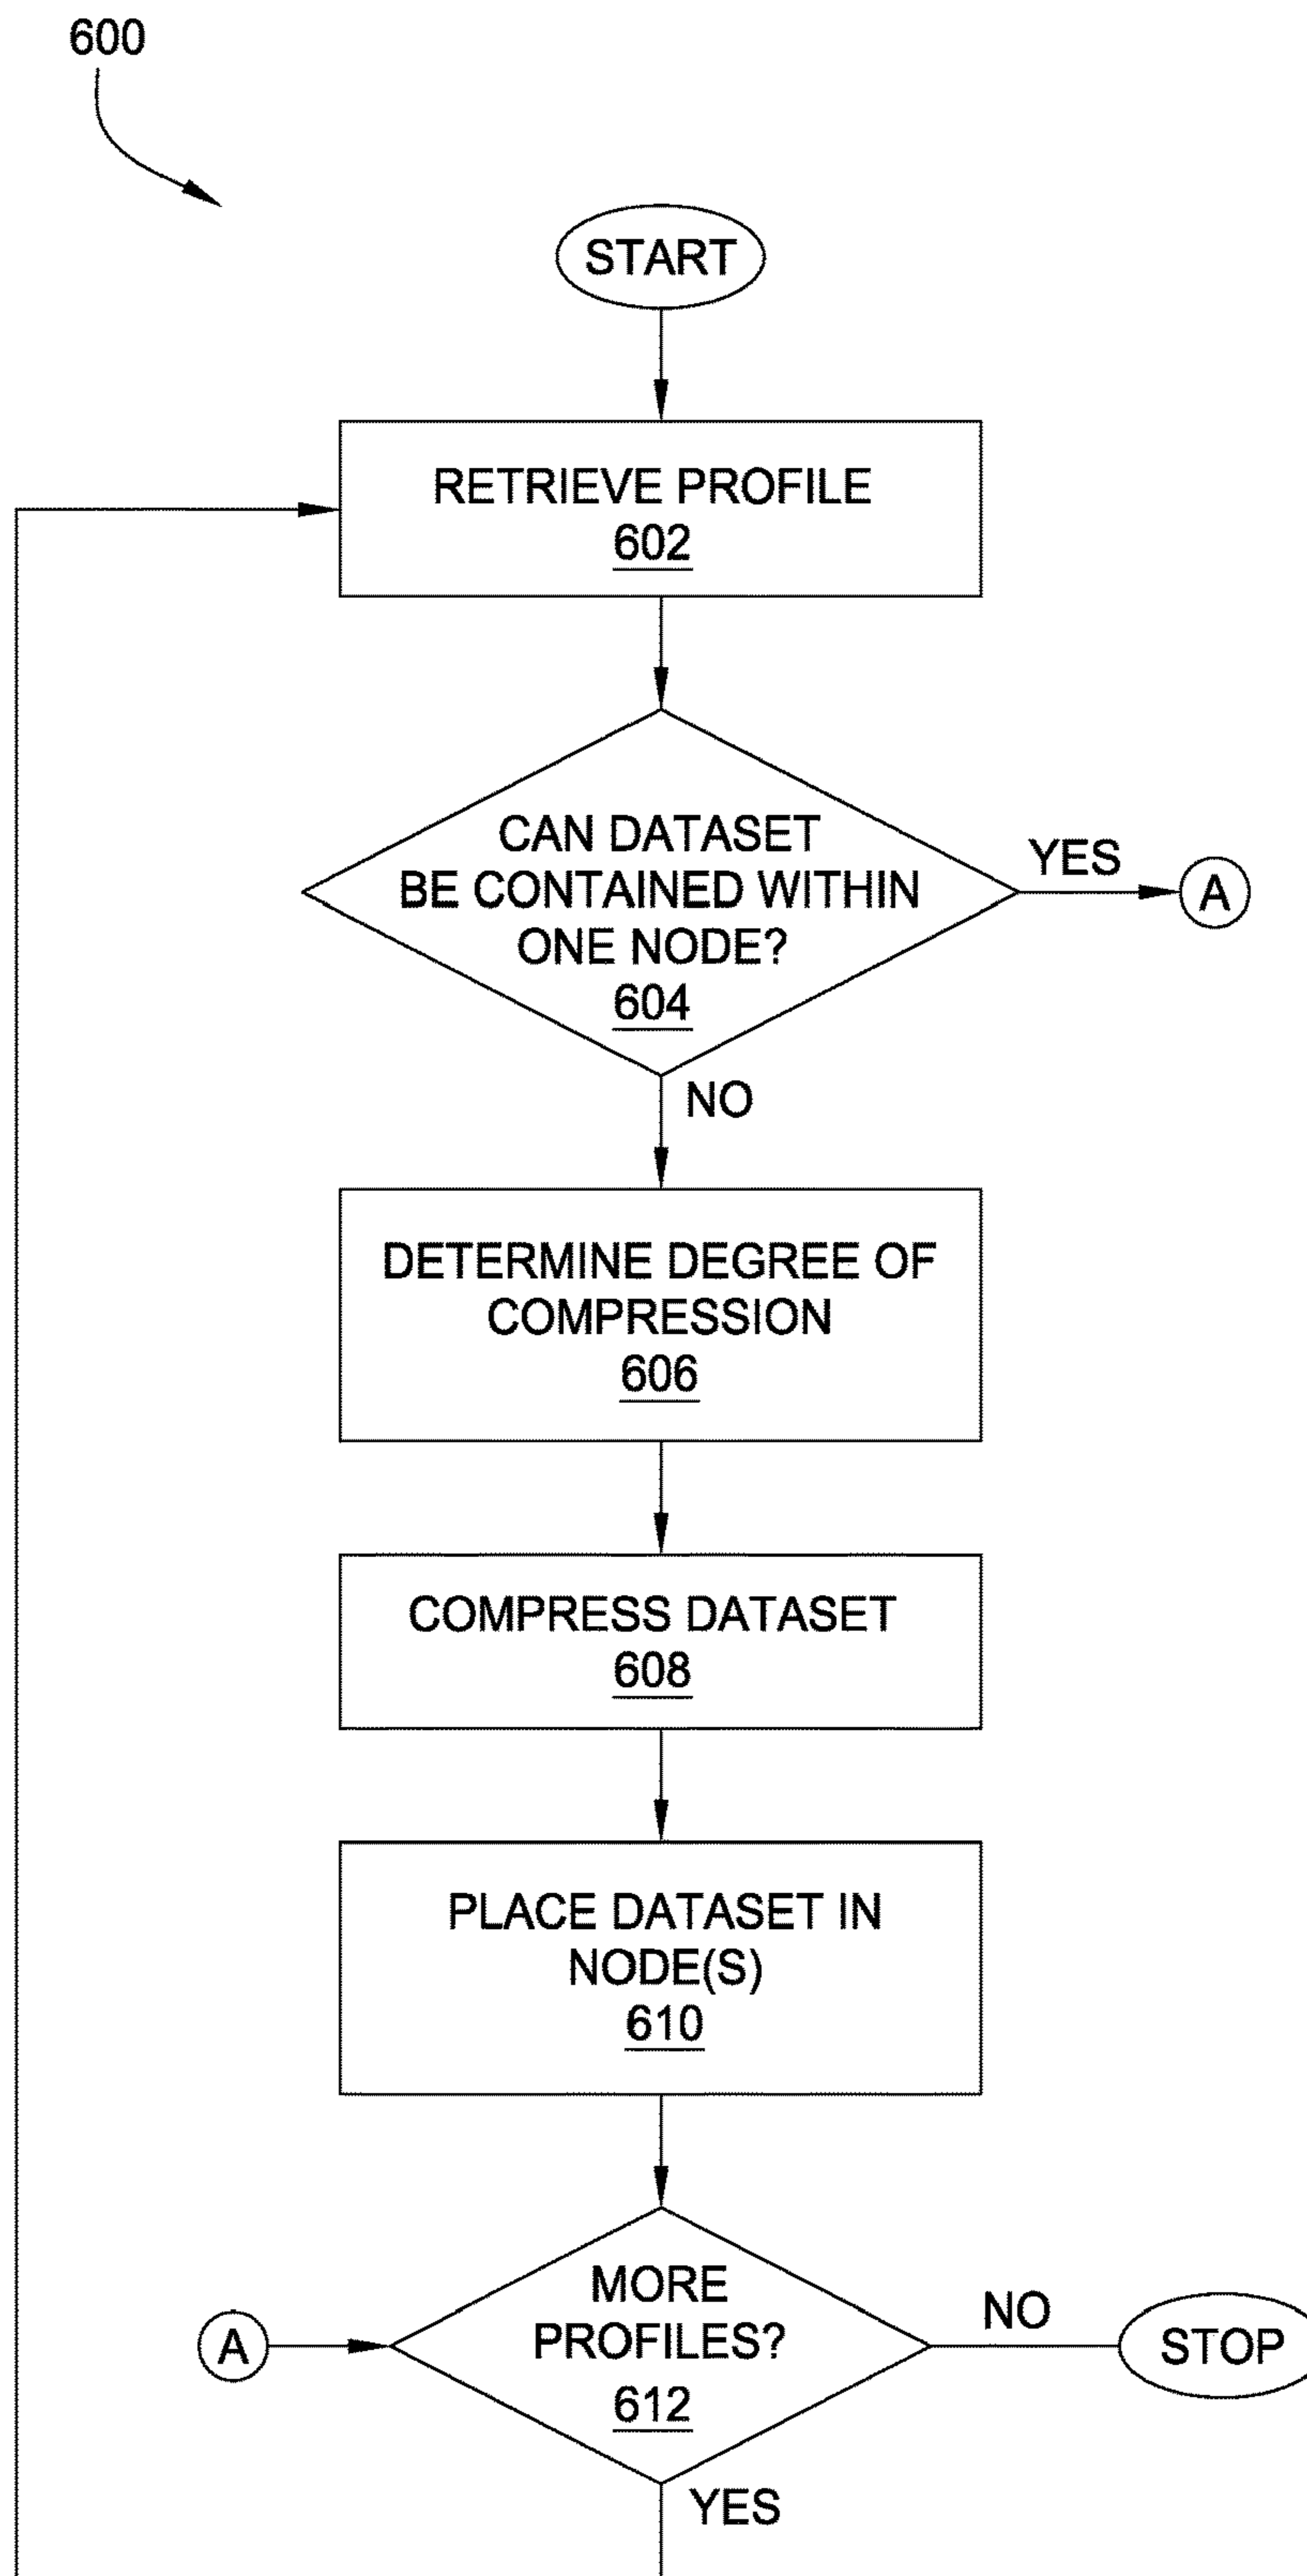 600
START
RETRIEVE PROFILE
602
CAN DATASET
BE CONTAINED WITHIN
ONE NODE?
604
YES
A
NO
DETERMINE DEGREE OF
COMPRESSION
606
COMPRESS DATASET
608
PLACE DATASET IN
NODE(S)
610
A
MORE
PROFILES?
612
NO
STOP
YES